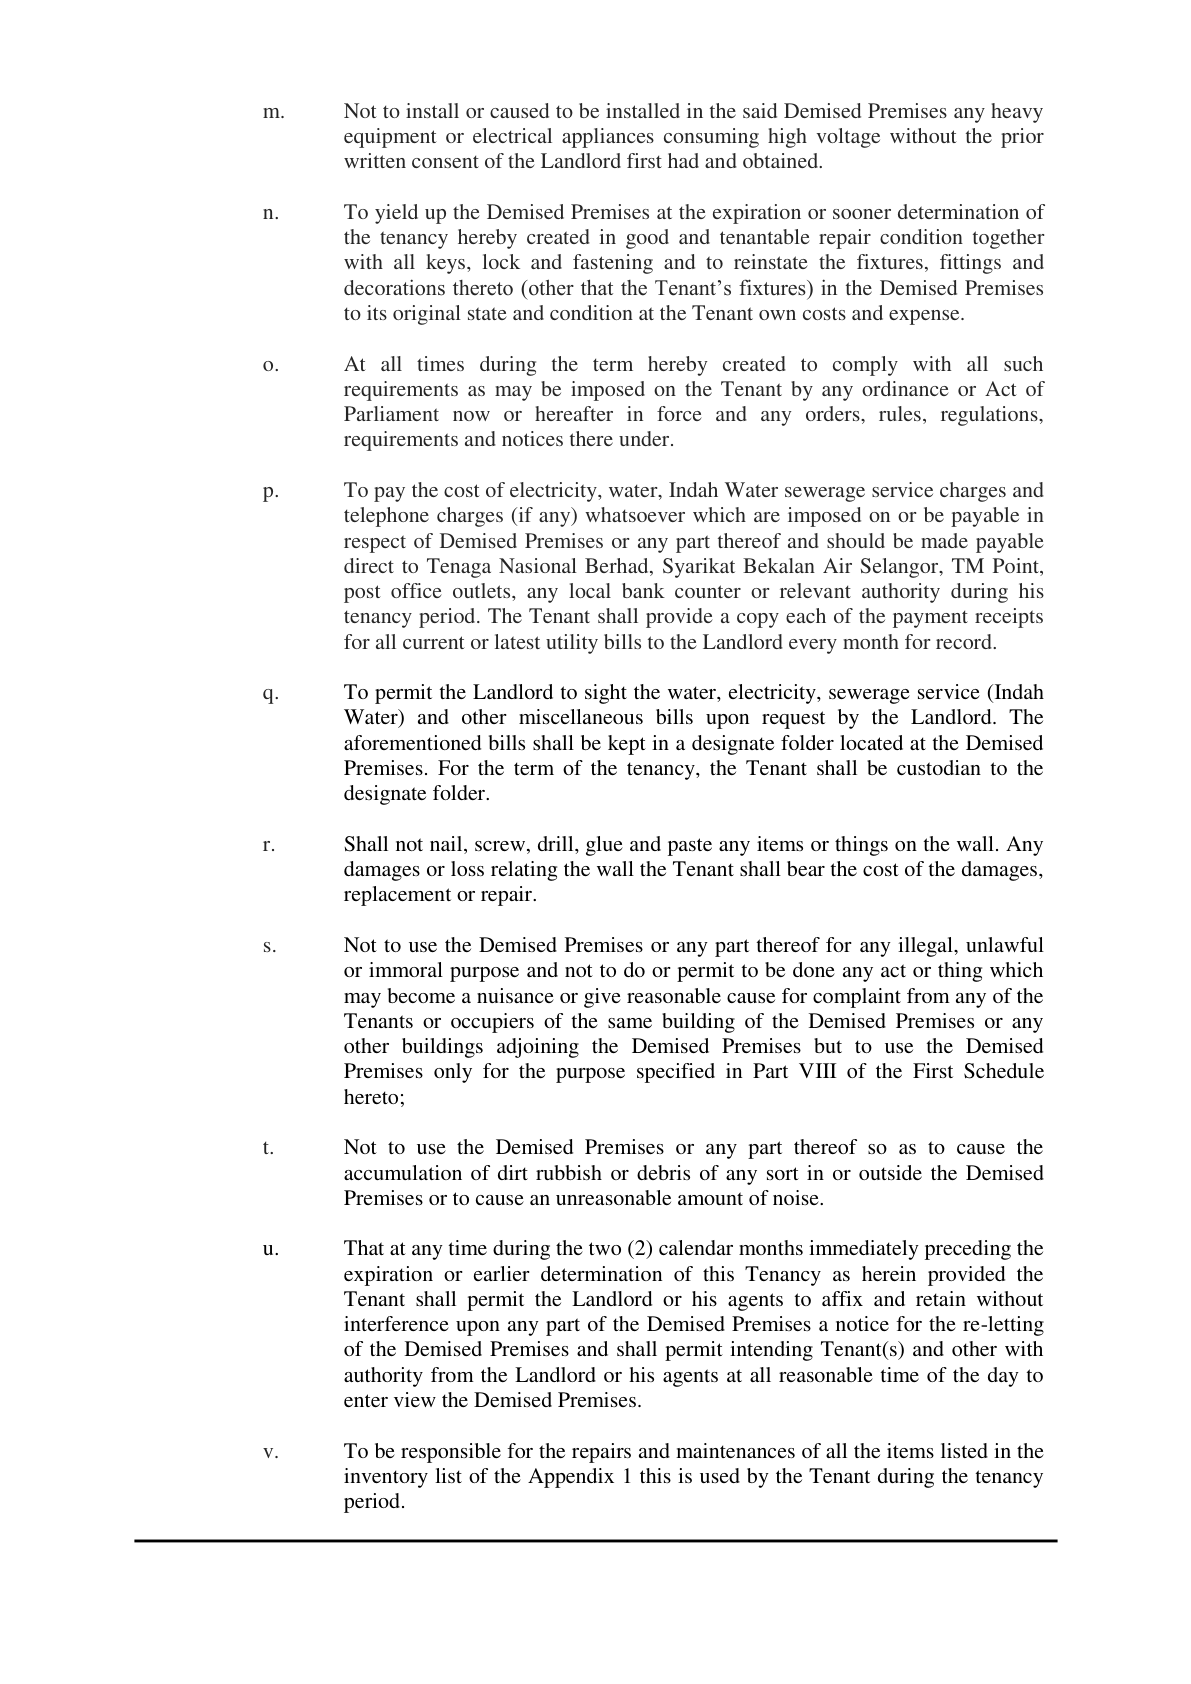 m. Not to install or caused to be installed in the said Demised Premises any heavy
equipment or electrical appliances consuming high voltage without the prior
written consent of the Landlord first had and obtained.
n. To yield up the Demised Premises at the expiration or sooner determination of
the tenancy hereby created in good and tenantable repair condition together
with all keys, lock and fastening and to reinstate the fixtures, fittings and
decorations thereto (other that the Tenant’s fixtures) in the Demised Premises
to its original state and condition at the Tenant own costs and expense.
o. At all times during the term hereby created to comply with all such
requirements as may be imposed on the Tenant by any ordinance or Act of
Parliament now or hereafter in force and any orders, rules, regulations,
requirements and notices there under.
p. To pay the cost of electricity, water, Indah Water sewerage service charges and
telephone charges (if any) whatsoever which are imposed on or be payable in
respect of Demised Premises or any part thereof and should be made payable
direct to Tenaga Nasional Berhad, Syarikat Bekalan Air Selangor, TM Point,
post office outlets, any local bank counter or relevant authority during his
tenancy period. The Tenant shall provide a copy each of the payment receipts
for all current or latest utility bills to the Landlord every month for record.
q. To permit the Landlord to sight the water, electricity, sewerage service (Indah
Water) and other miscellaneous bills upon request by the Landlord. The
aforementioned bills shall be kept in a designate folder located at the Demised
Premises. For the term of the tenancy, the Tenant shall be custodian to the
designate folder.
r. Shall not nail, screw, drill, glue and paste any items or things on the wall. Any
damages or loss relating the wall the Tenant shall bear the cost of the damages,
replacement or repair.
s. Not to use the Demised Premises or any part thereof for any illegal, unlawful
or immoral purpose and not to do or permit to be done any act or thing which
may become a nuisance or give reasonable cause for complaint from any of the
Tenants or occupiers of the same building of the Demised Premises or any
other buildings adjoining the Demised Premises but to use the Demised
Premises only for the purpose specified in Part VIII of the First Schedule
hereto;
t. Not to use the Demised Premises or any part thereof so as to cause the
accumulation of dirt rubbish or debris of any sort in or outside the Demised
Premises or to cause an unreasonable amount of noise.
u. That at any time during the two (2) calendar months immediately preceding the
expiration or earlier determination of this Tenancy as herein provided the
Tenant shall permit the Landlord or his agents to affix and retain without
interference upon any part of the Demised Premises a notice for the re-letting
of the Demised Premises and shall permit intending Tenant(s) and other with
authority from the Landlord or his agents at all reasonable time of the day to
enter view the Demised Premises.
v. To be responsible for the repairs and maintenances of all the items listed in the
inventory list of the Appendix 1 this is used by the Tenant during the tenancy
period.